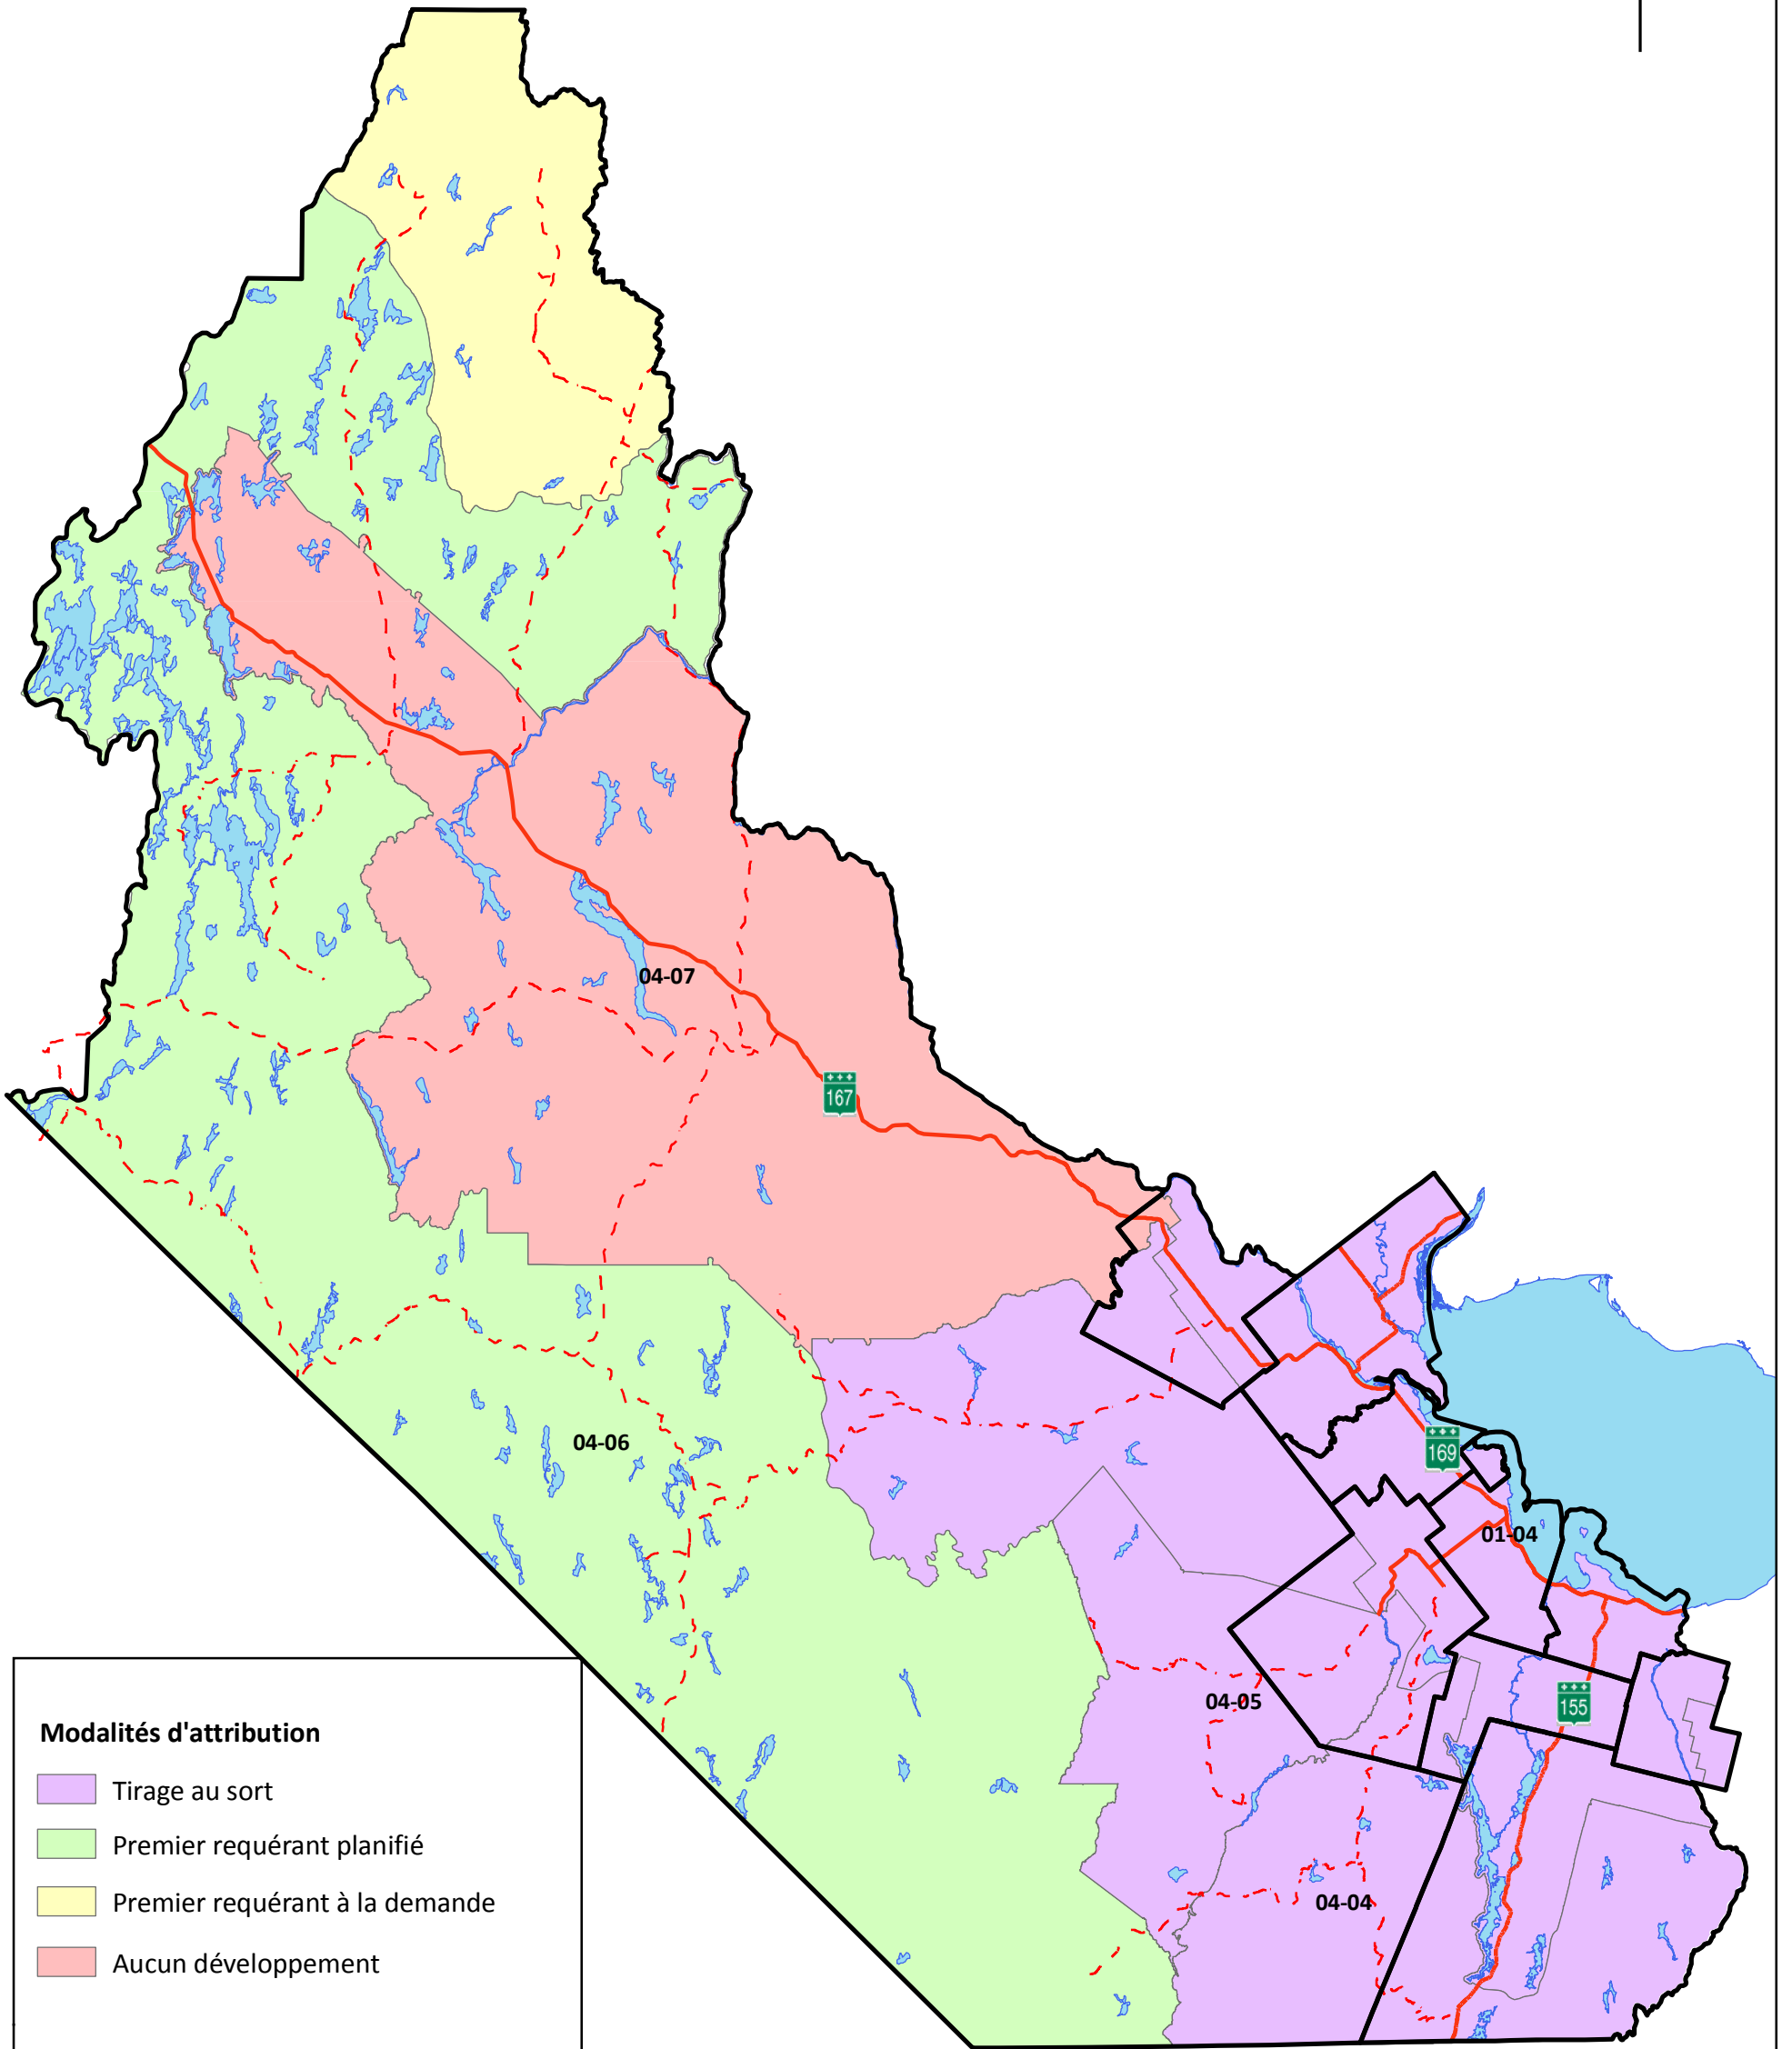 04-07
167
04-06
169
01-04
04-05
155
04-04
Modalités d'attribution
Tirage au sort
Premier requérant planifié
Premier requérant à la demande
Aucun développement